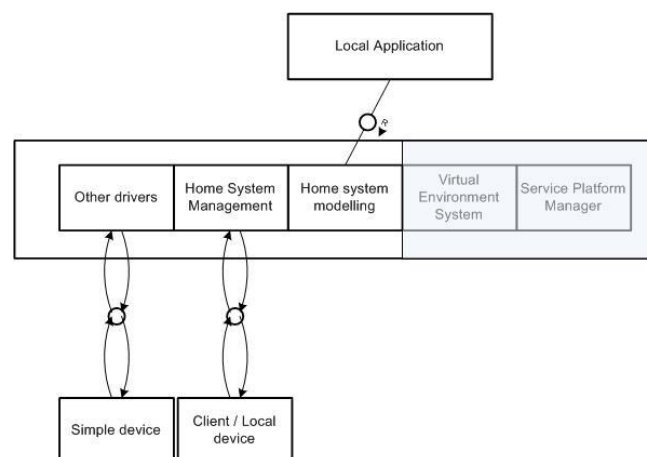 Local Application
R
Other drivers
Home System
Management
Home system
modelling
Virtual
Environment
System
Service Platform
Manager
Simple device
Client / Local
device